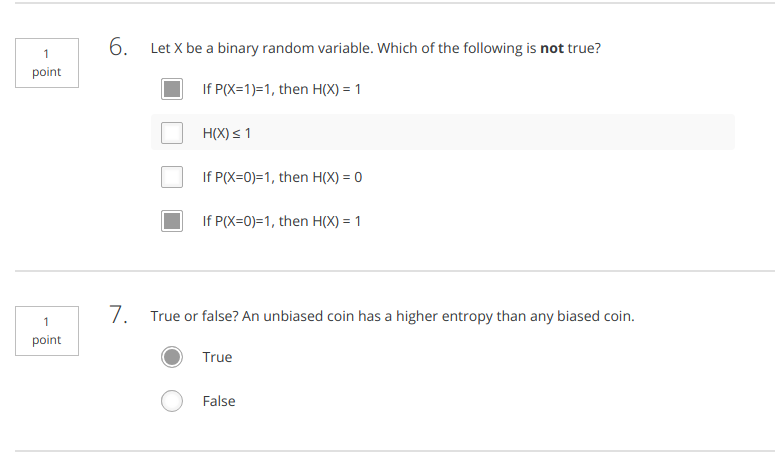 1
point
6. Let X be a binary random variable. Which of the following is not true?
If P(X=1)=1, then H(X) = 1
H(X) ≤ 1
If P(X=0)=1, then H(X) = 0
If P(X=0)=1, then H(X) = 1
1
point
7. True or false? An unbiased coin has a higher entropy than any biased coin.
True
False